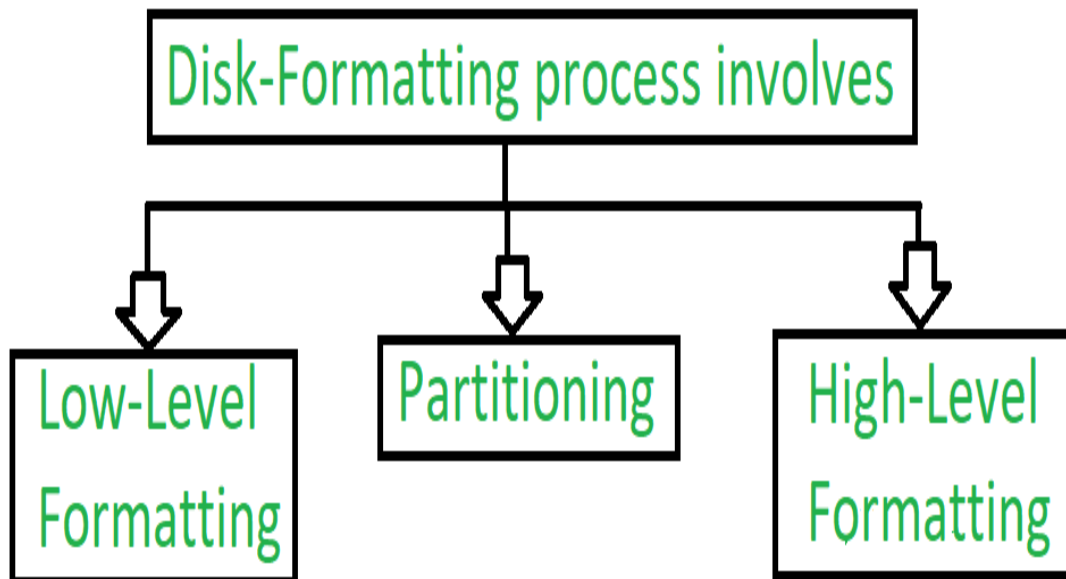 Disk-Formatting process involves
Low-Level
Formatting
Partitioning
High-Level
Formatting